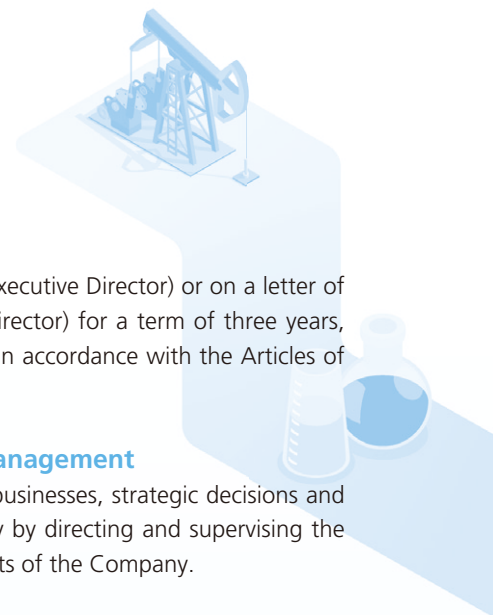 xecutive Director) or on a letter of
irector) for a term of three years,
n accordance with the Articles of
anagement
businesses, strategic decisions and
y by directing and supervising the
ts of the Company.